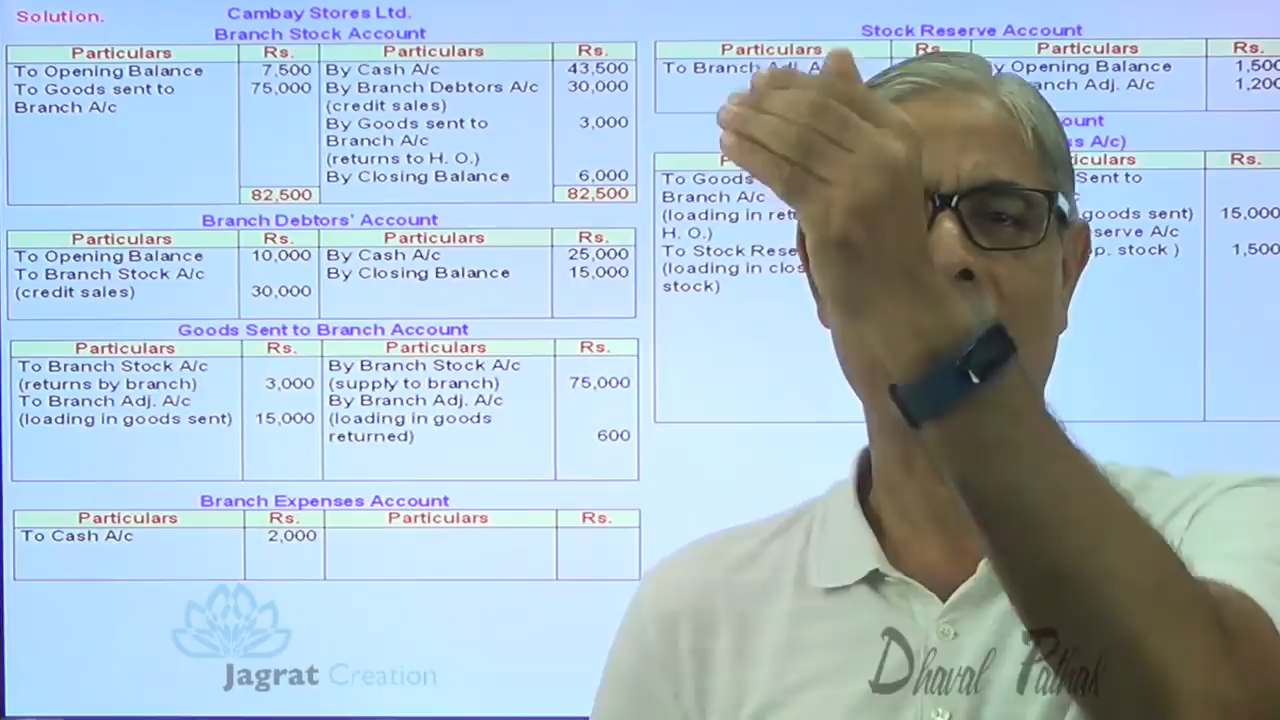 Solution.
Cambay Stores Ltd.
Branch Stock Account
Particulars Rs. Particulars Rs.
To Opening Balance 7,500 By Cash A/c 43,500
To Goods sent to 75,000 By Branch Debtors A/c 30,000
Branch A/c (credit sales)
By Goods sent to 3,000
Branch A/c
(returns to H. O.)
By Closing Balance 6,000
82,500 82,500
Branch Debtors' Account
Particulars Rs. Particulars Rs.
To Opening Balance 10,000 By Cash A/c 25,000
To Branch Stock A/c By Closing Balance 15,000
(credit sales) 30,000
Goods Sent to Branch Account
Particulars Rs. Particulars Rs.
To Branch Stock A/c By Branch Stock A/c
(returns by branch) 3,000 (supply to branch) 75,000
To Branch Adj. A/c By Branch Adj. A/c
(loading in goods sent) 15,000 (loading in goods
returned) 600
Branch Expenses Account
Particulars Rs. Particulars Rs.
To Cash A/c 2,000
Stock Reserve Account
Particulars Rs. Particulars Rs.
To Branch Adj. Opening Balance 1,500
Adj. A/c 1,200
A/c)
Rs.
To Goods Sent to
Branch A/c goods sent) 15,000
(loading in A/c
H. O.) stock ) 1,500
To Stock
(loading in
stock)
Jagrat Creation
Dhaval Pathak